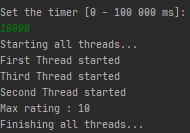 Set the timer [0 - 100 000 ms]:
10000
Starting all threads...
First Thread started
Third Thread started
Second Thread started
Max rating : 10
Finishing all threads...